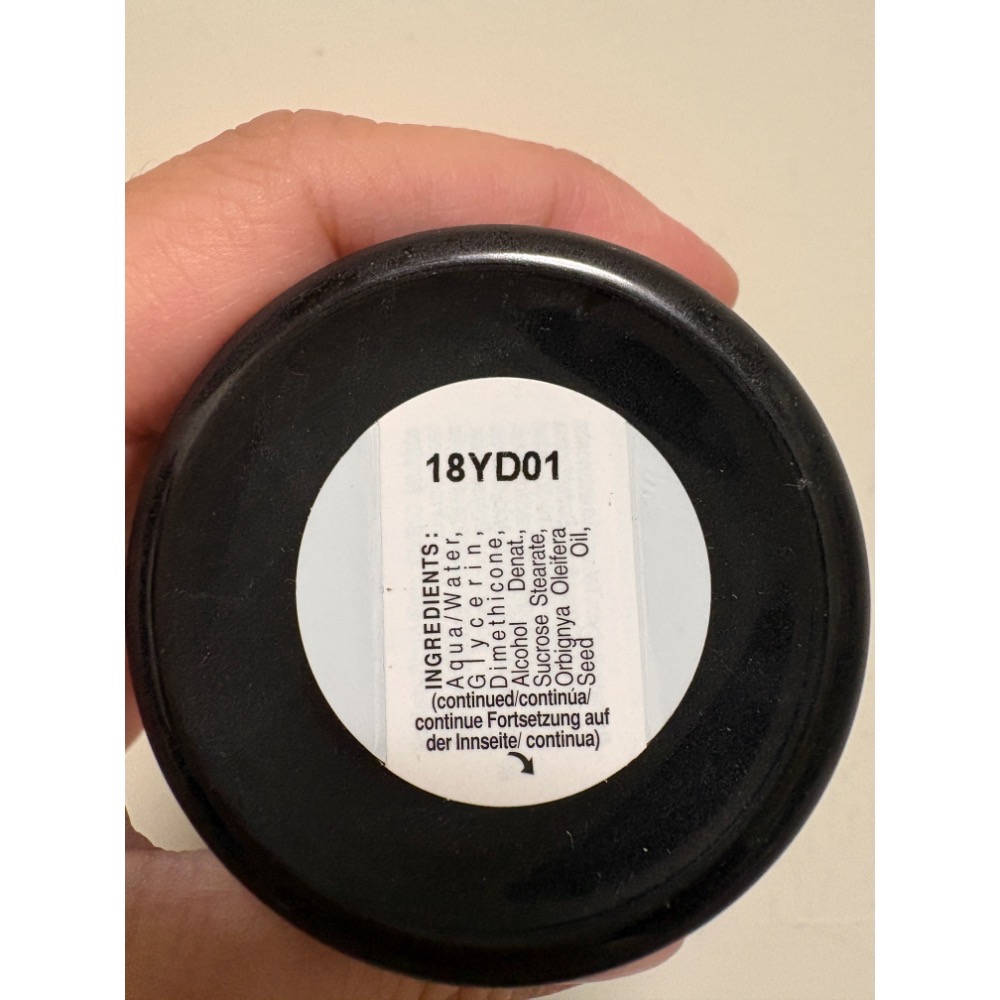 18YD01
INGREDIENTS:
Aqua/Water,
Glycerin,
Dimethicone,
Alcohol Denat.,
Sucrose Stearate,
Orbignya Oleifera
Seed Oil,
(continued/continúa/
continue Fortsetzung auf
der Innseite/ continua)